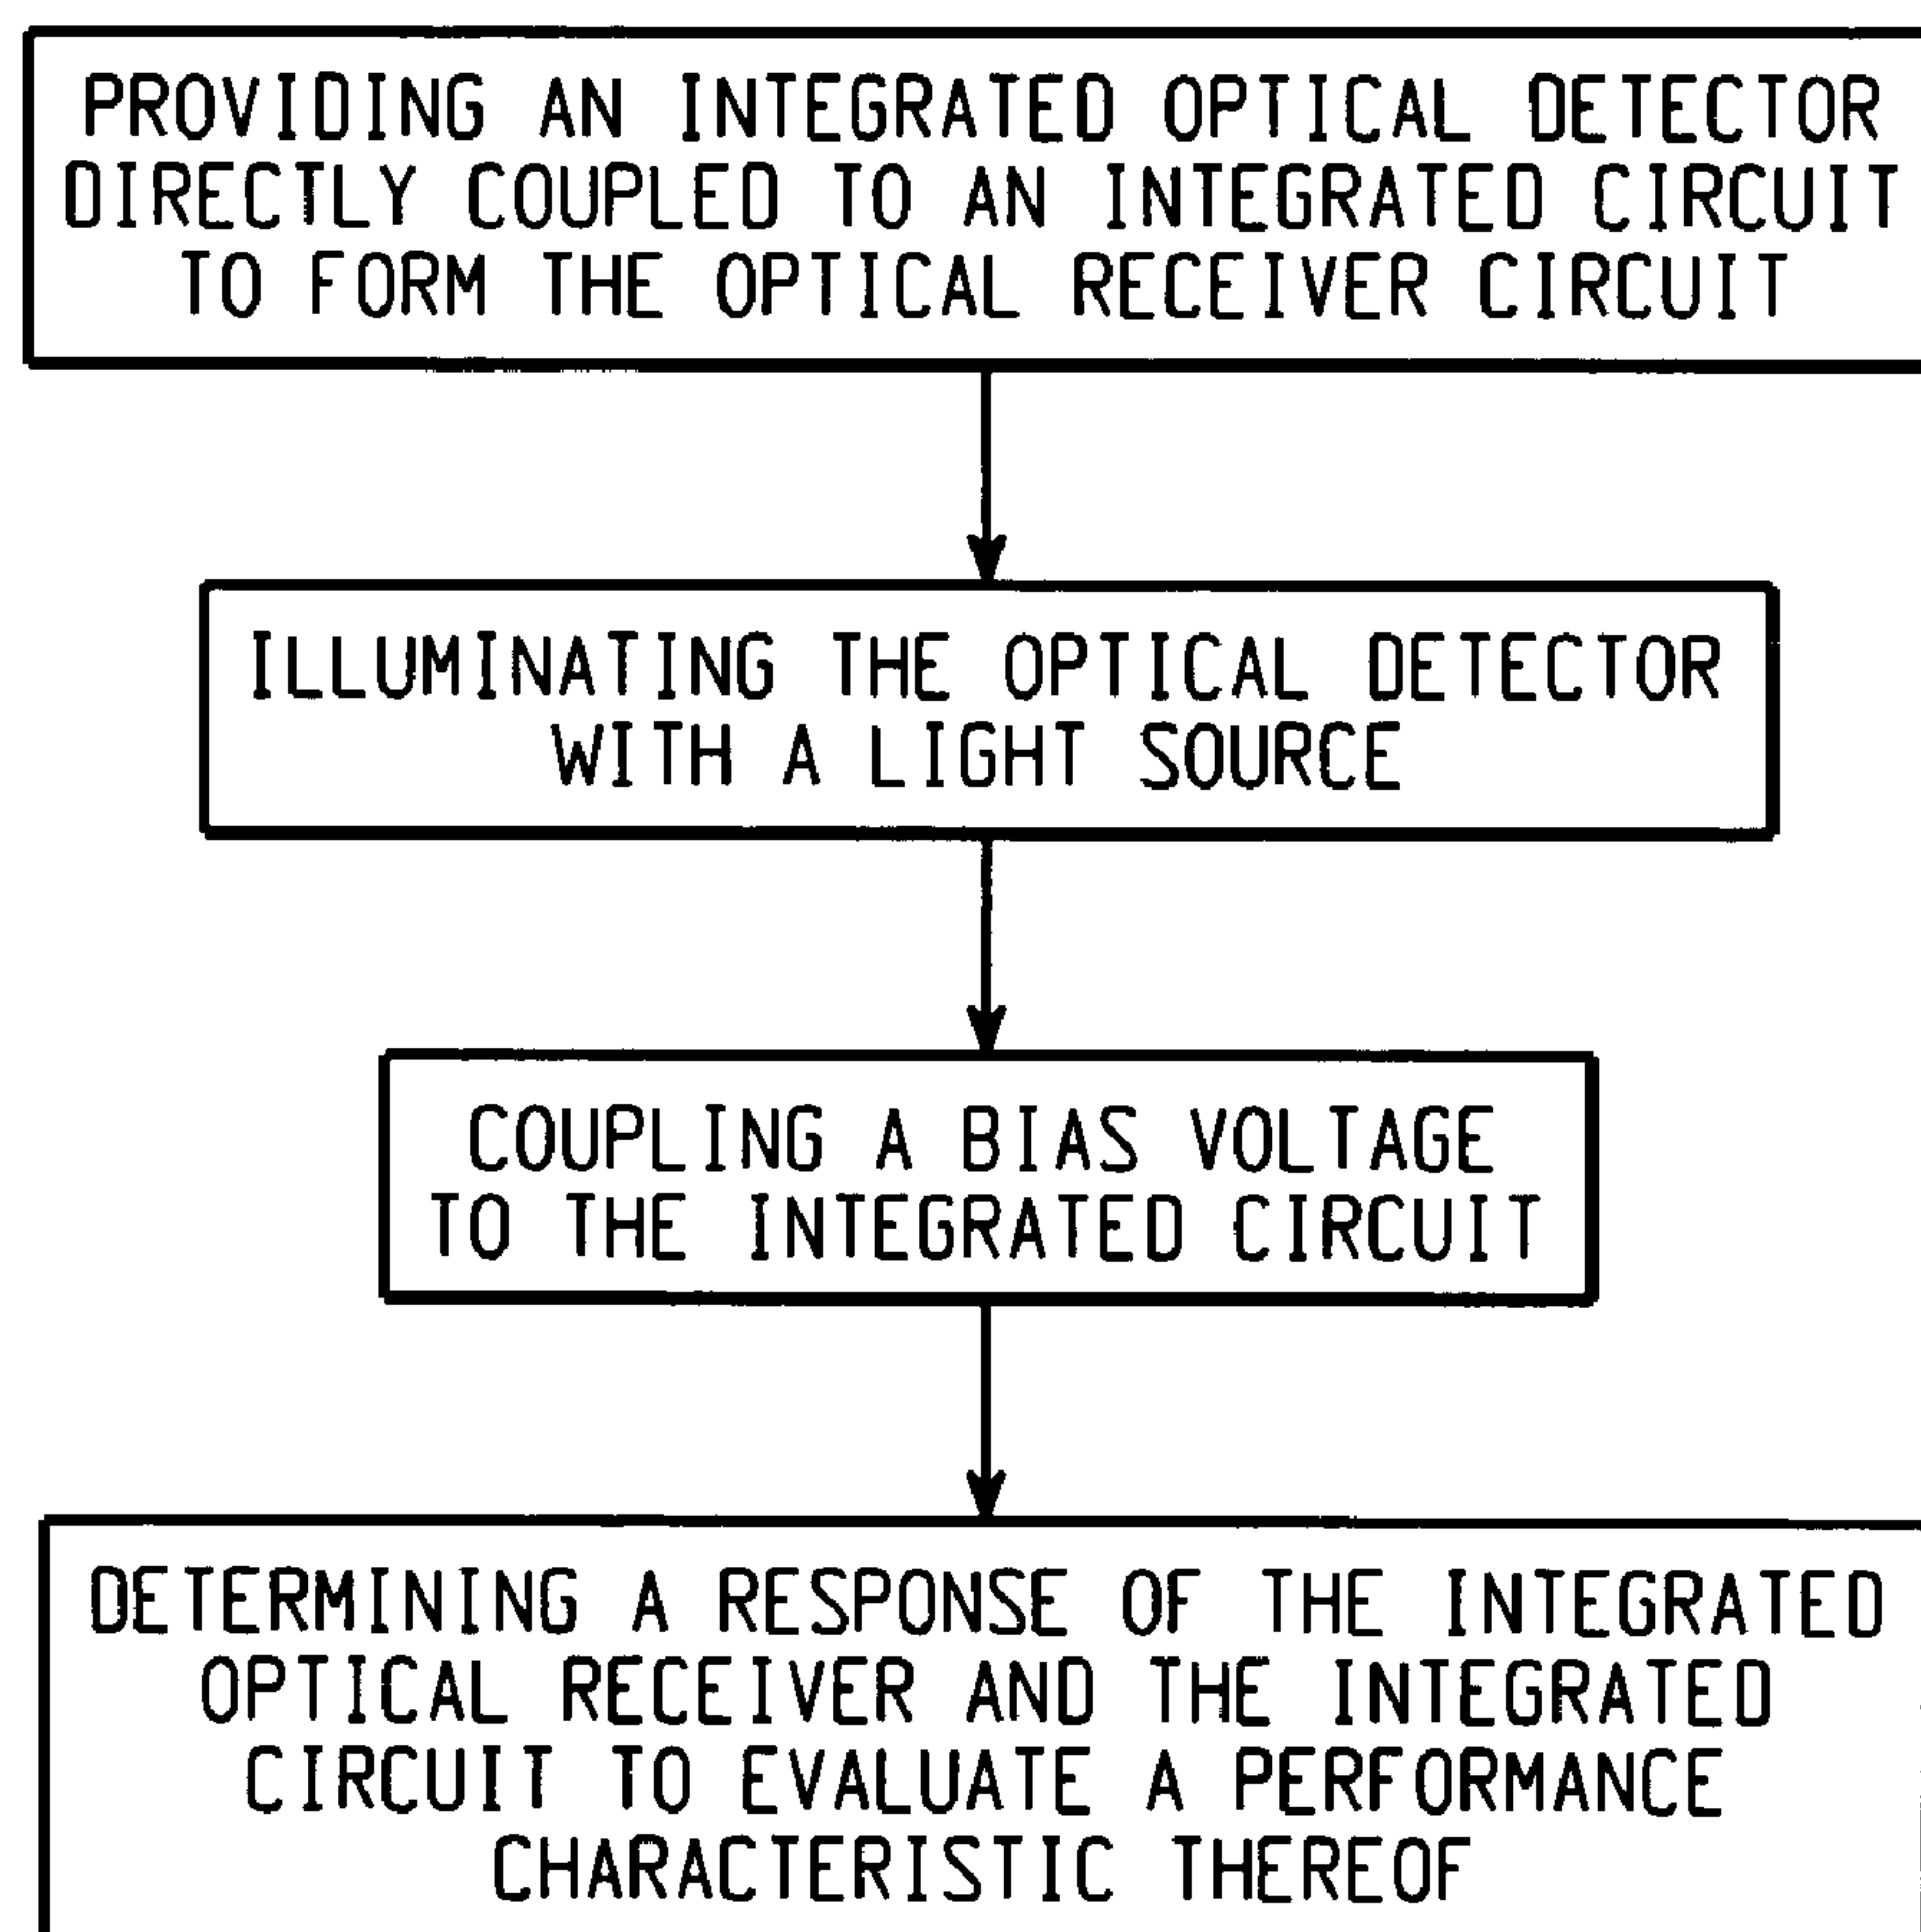 PROVIDING AN INTEGRATED OPTICAL DETECTOR
DIRECTLY COUPLED TO AN INTEGRATED CIRCUIT
TO FORM THE OPTICAL RECEIVER CIRCUIT
ILLUMINATING THE OPTICAL DETECTOR
WITH A LIGHT SOURCE
COUPLING A BIAS VOLTAGE
TO THE INTEGRATED CIRCUIT
DETERMINING A RESPONSE OF THE INTEGRATED
OPTICAL RECEIVER AND THE INTEGRATED
CIRCUIT TO EVALUATE A PERFORMANCE
CHARACTERISTIC THEREOF